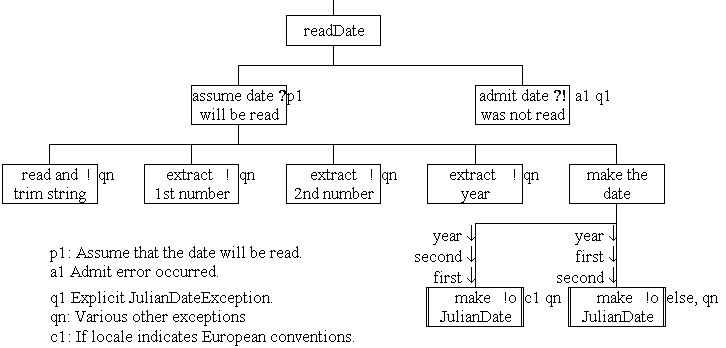 readDate
assume date ?p1
will be read
admit date ?! a1 q1
was not read
read and ! qn
trim string
extract ! qn
1st number
extract ! qn
2nd number
extract ! qn
year
make the
date
year ↓
second ↓
first ↓
year ↓
first ↓
second ↓
make !o c1 qn
JulianDate
make !o else, qn
JulianDate
p1: Assume that the date will be read.
a1 Admit error occurred.
q1 Explicit JulianDateException.
qn: Various other exceptions
c1: If locale indicates European conventions.